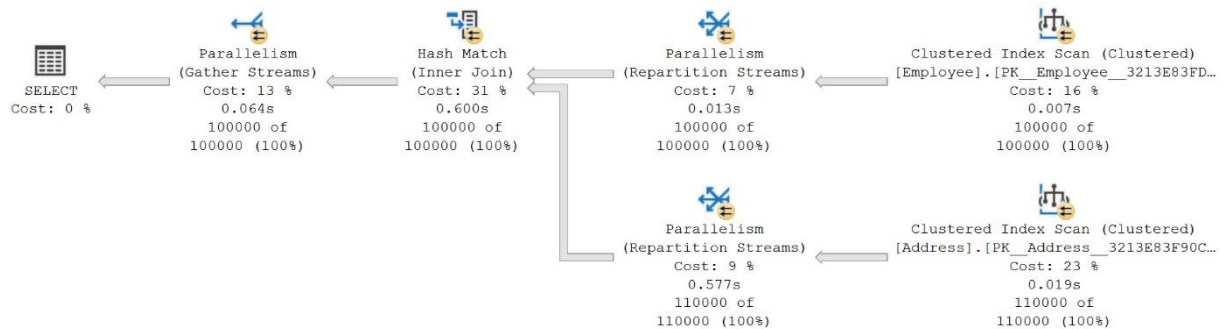 SELECT
Cost: 0 %
Parallelism
(Gather Streams)
Cost: 13 %
0.064s
100000 of
100000 (100%)
Hash Match
(Inner Join)
Cost: 31 %
0.600s
100000 of
100000 (100%)
Parallelism
(Repartition Streams)
Cost: 7 %
0.013s
100000 of
100000 (100%)
Clustered Index Scan (Clustered)
[Employee].[PK__Employee__3213E83FD…
Cost: 16 %
0.007s
100000 of
100000 (100%)
Parallelism
(Repartition Streams)
Cost: 9 %
0.577s
110000 of
110000 (100%)
Clustered Index Scan (Clustered)
[Address].[PK__Address__3213E83F90C…
Cost: 23 %
0.019s
110000 of
110000 (100%)